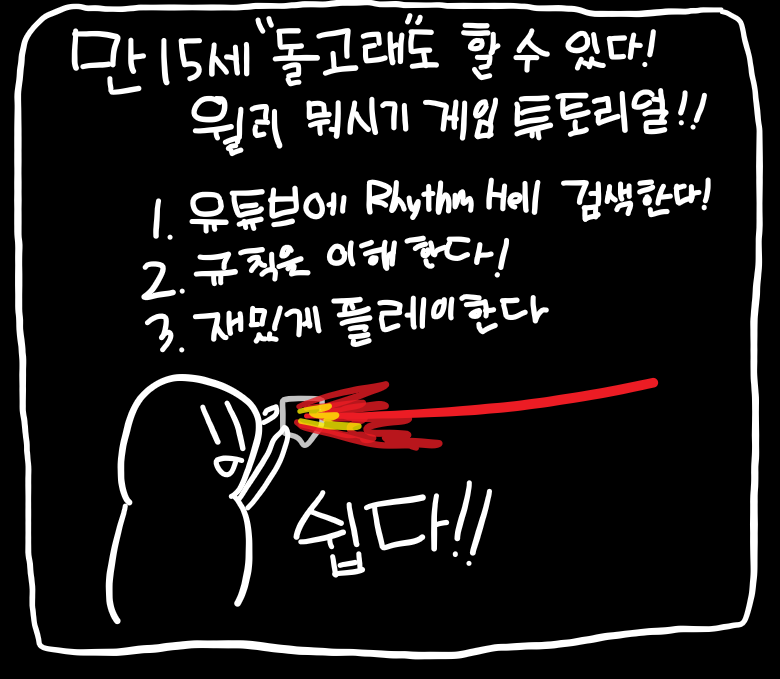 만 15세 "돌고래"도 할 수 있다!
윌리 뭐시기 게임 튜토리얼!!
1. 유튜브에 Rhythm Hell 검색한다!
2. 규칙을 이해한다!
3. 재밌게 플레이한다
쉽다!!